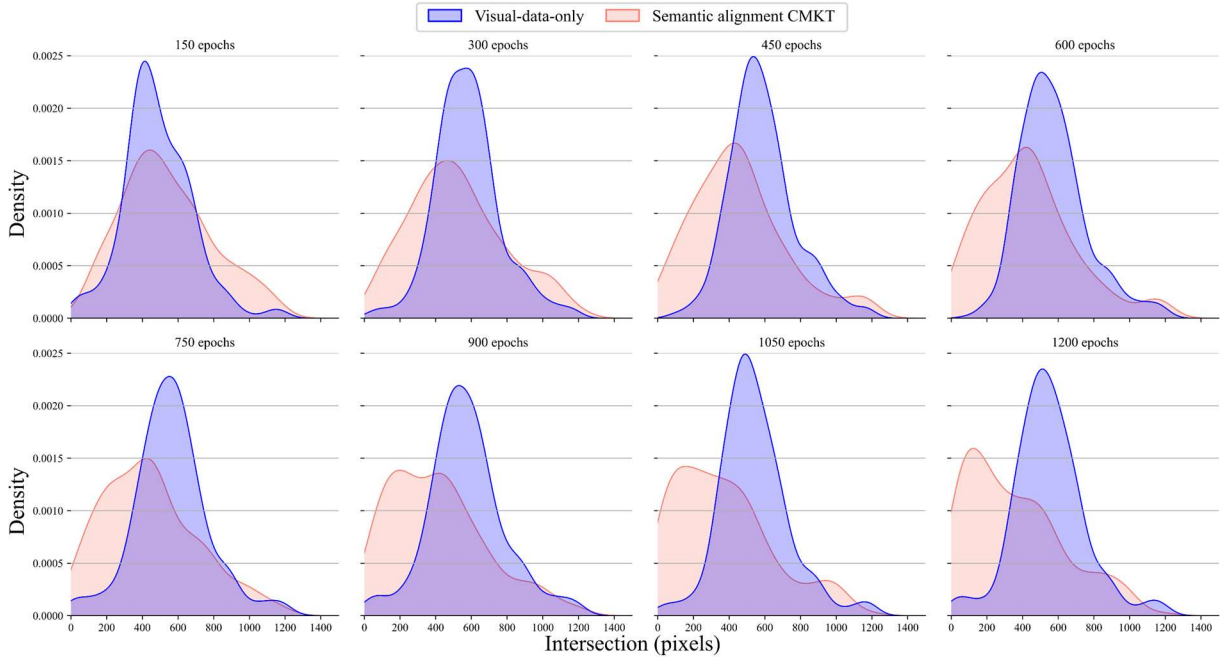 Visual-data-only Semantic alignment CMKT
150 epochs 300 epochs 450 epochs 600 epochs
0.0025
0.0020
0.0015
0.0010
0.0005
0.0000
Density
750 epochs 900 epochs 1050 epochs 1200 epochs
0.0025
0.0020
0.0015
0.0010
0.0005
0.0000
Density
0 200 400 600 800 1000 1200 1400 0 200 400 600 800 1000 1200 1400 0 200 400 600 800 1000 1200 1400 0 200 400 600 800 1000 1200 1400
Intersection (pixels)